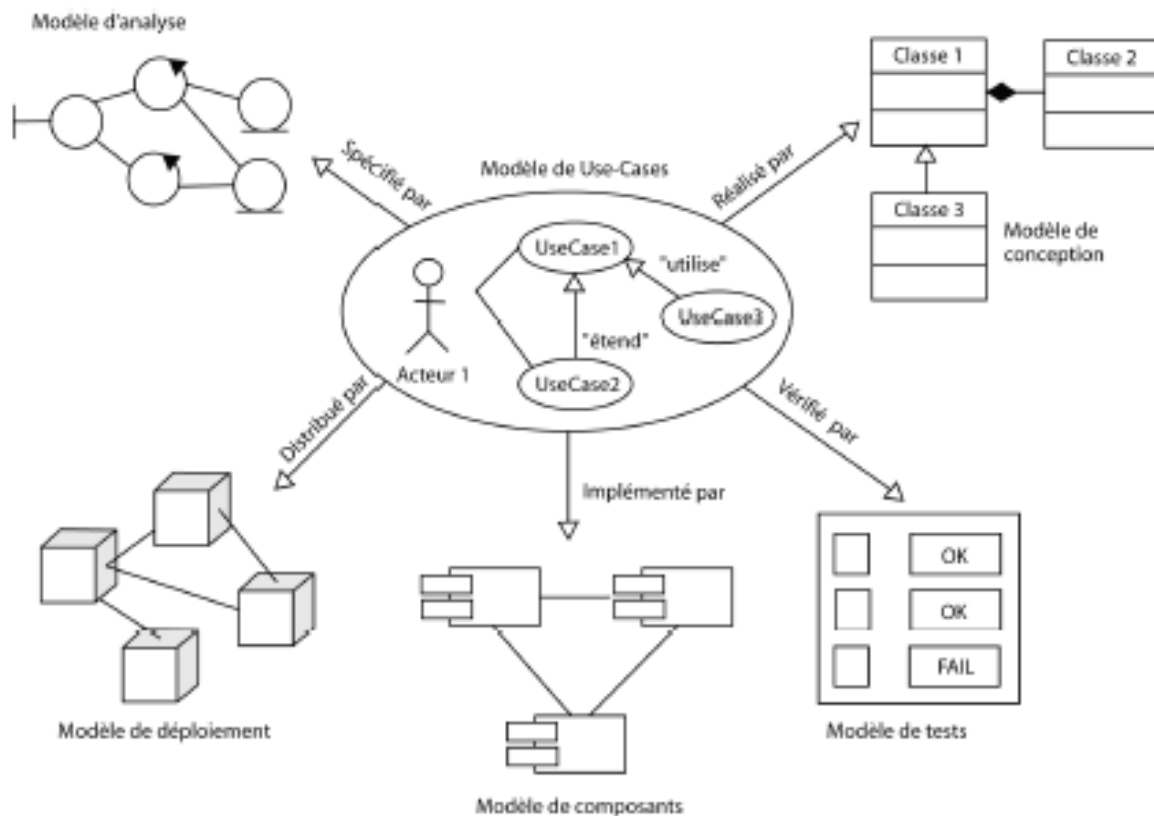 Modèle d'analyse
Classe 1
Classe 2
Spécifié par
Modèle de Use-Cases
Réalisé par
Classe 3
Modèle de
conception
UseCase1
"utilise"
UseCase3
"étend"
Acteur 1
UseCase2
Distribué par
Vérifié par
Implémenté par
OK
OK
FAIL
Modèle de déploiement
Modèle de tests
Modèle de composants